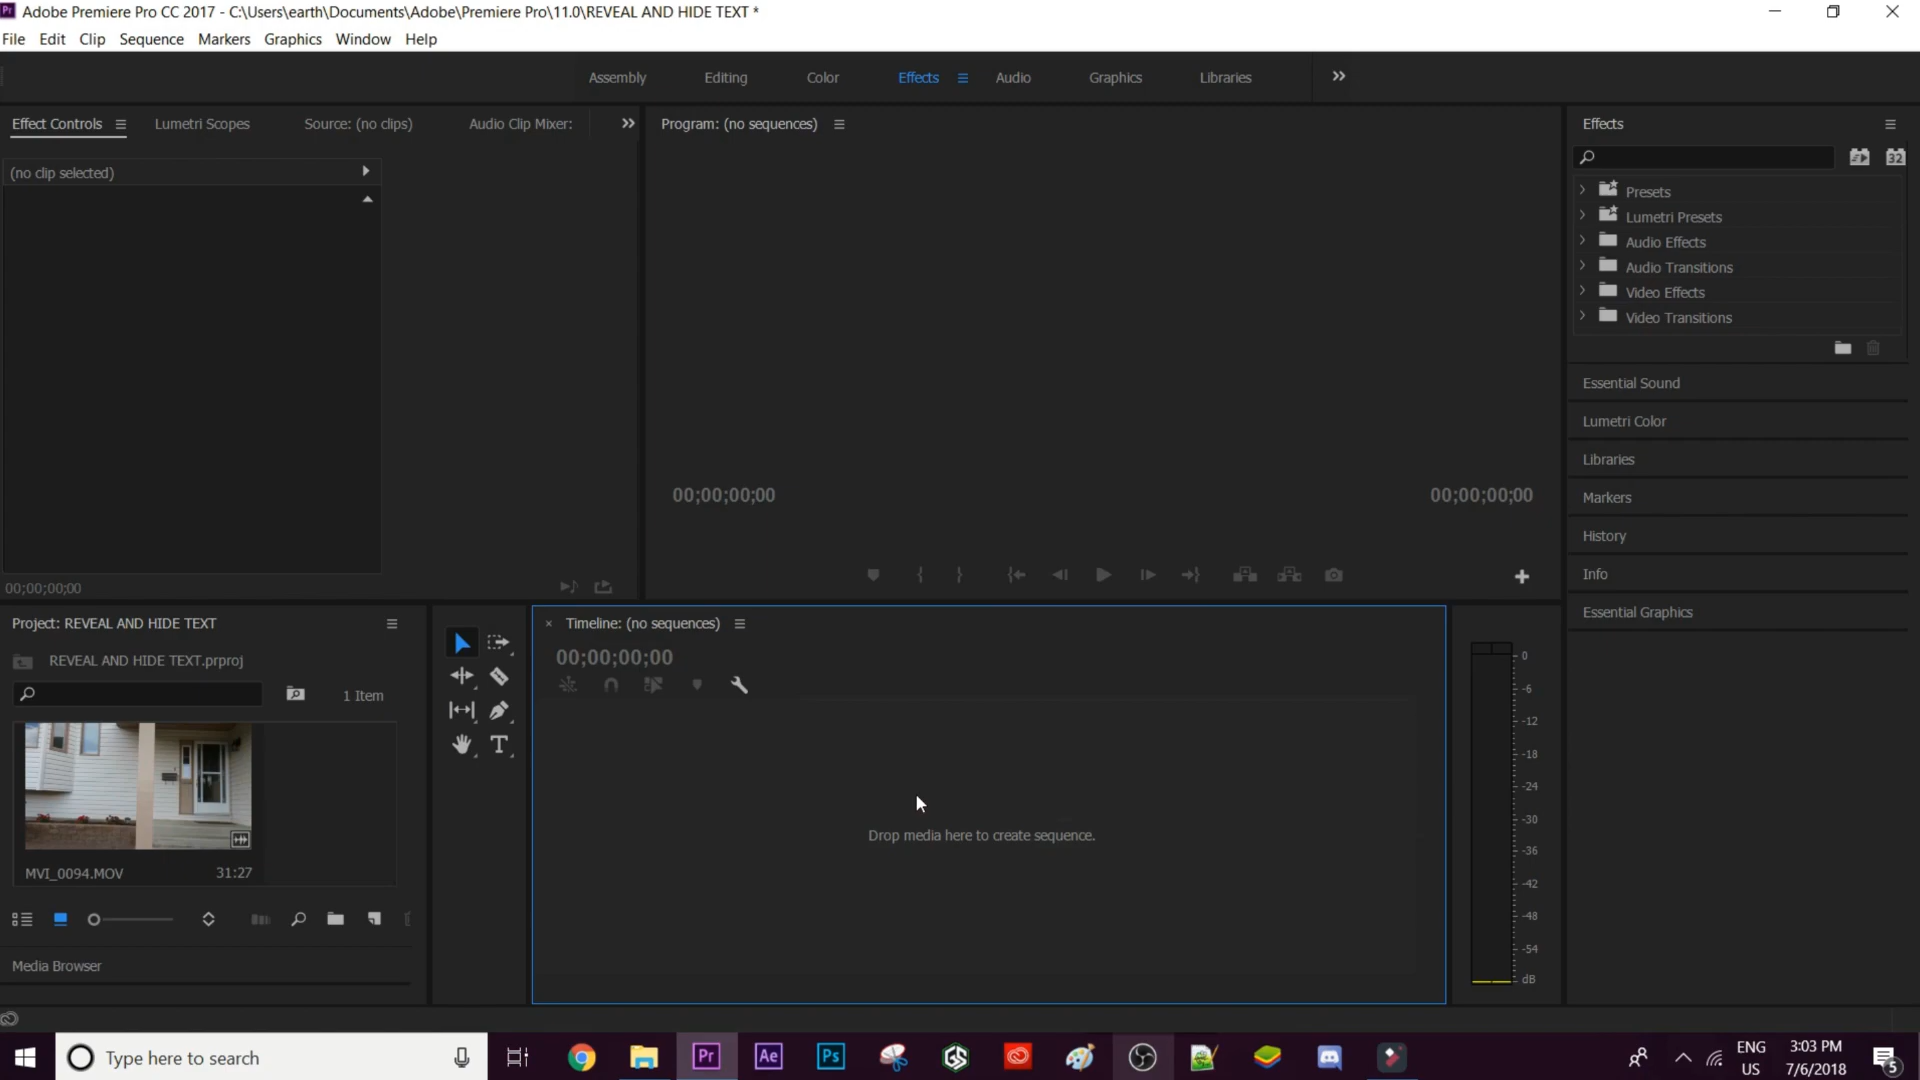 Adobe Premiere Pro CC 2017 - C:\Users\earth\Documents\Adobe\Premiere Pro\11.0\REVEAL AND HIDE TEXT *
File Edit Clip Sequence Markers Graphics Window Help
Assembly Editing Color Effects Audio Graphics Libraries
Effect Controls Lumetri Scopes Source: (no clips) Audio Clip Mixer:
(no clip selected)
00;00;00;00
Program: (no sequences)
00;00;00;00 00;00;00;00
Effects
32
Presets
Lumetri Presets
Audio Effects
Audio Transitions
Video Effects
Video Transitions
Essential Sound
Lumetri Color
Libraries
Markers
History
Info
Essential Graphics
Project: REVEAL AND HIDE TEXT
REVEAL AND HIDE TEXT.prproj
1 Item
MVI_0094.MOV 31:27
Media Browser
Timeline: (no sequences)
00;00;00;00
Drop media here to create sequence.
0
-6
-12
-18
-24
-30
-36
-42
-48
-54
dB
Type here to search
Pr Ae Ps
ENG
US
3:03 PM
7/6/2018
5